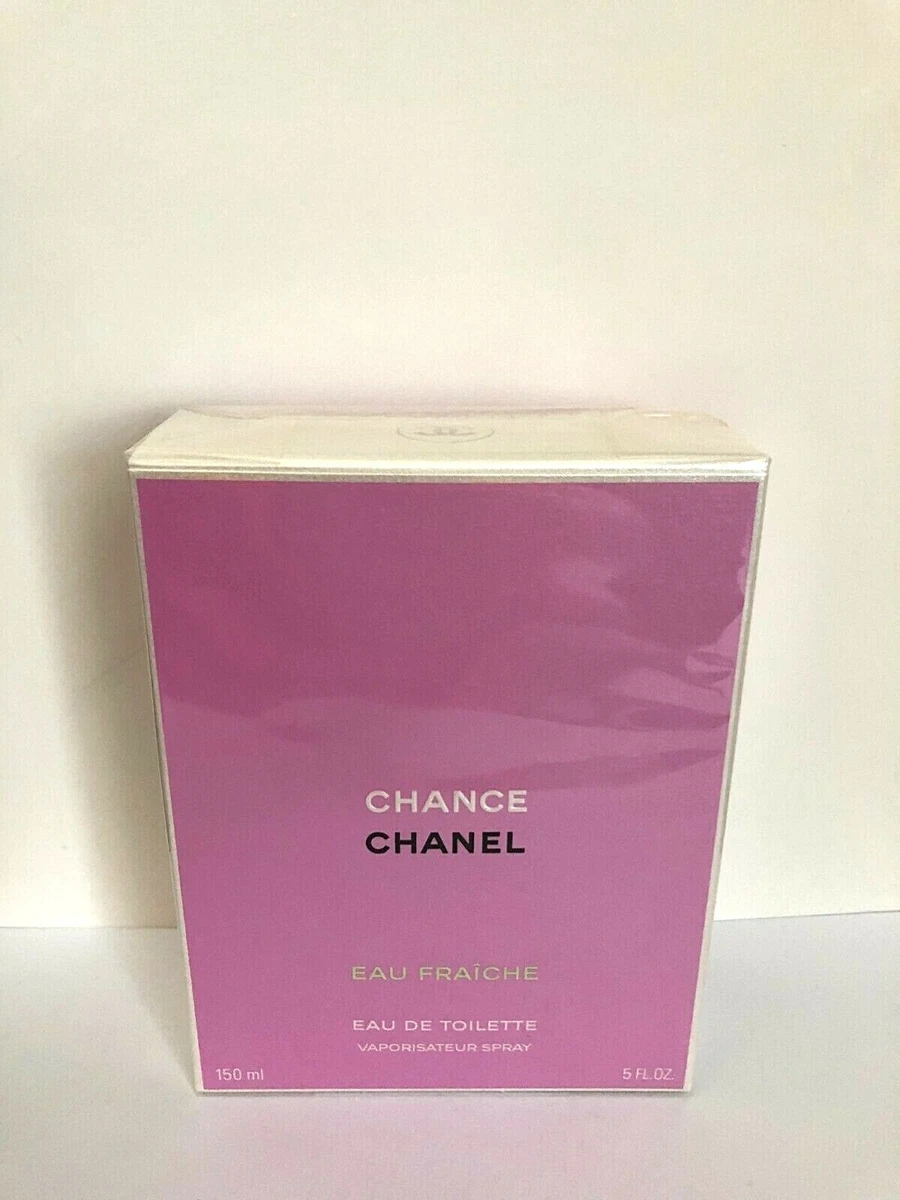 CHANCE
CHANEL
EAU FRAÎCHE
EAU DE TOILETTE
VAPORISATEUR SPRAY
150 ml 5 FL.OZ.